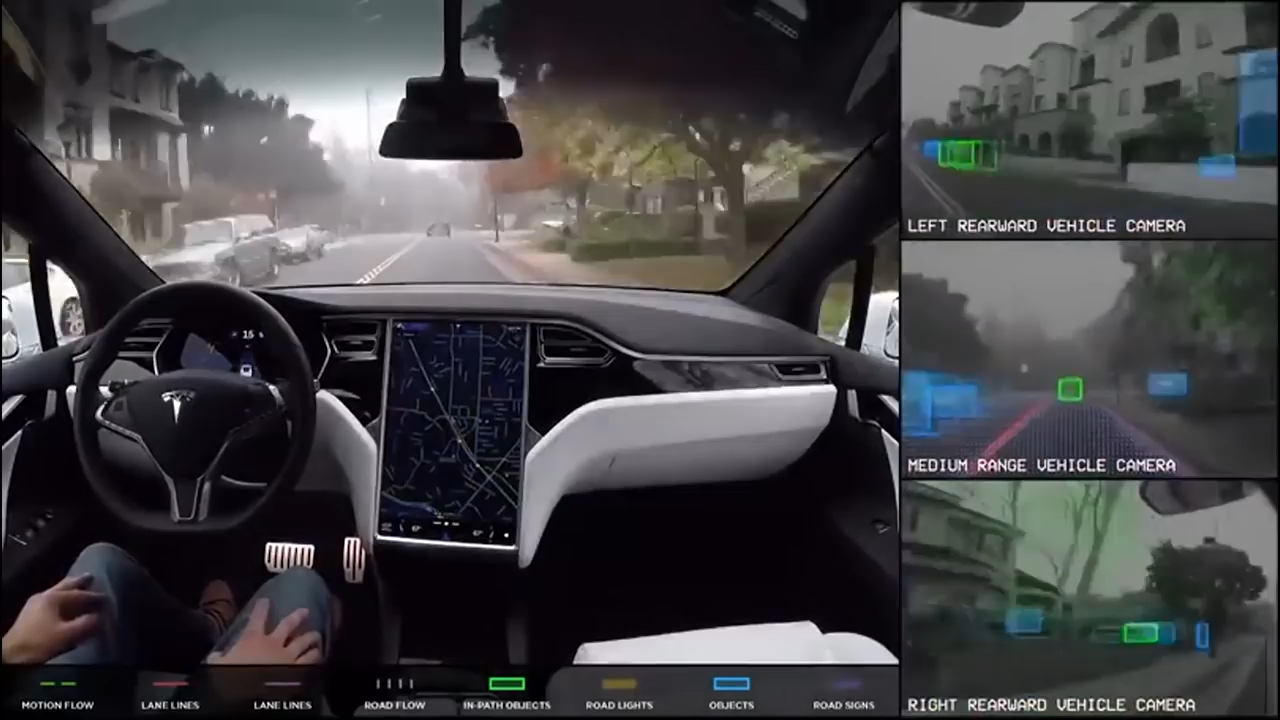 15
LEFT REARWARD VEHICLE CAMERA
MEDIUM RANGE VEHICLE CAMERA
RIGHT REARWARD VEHICLE CAMERA
MOTION FLOW
LANE LINES
LANE LINES
ROAD FLOW
IN-PATH OBJECTS
ROAD LIGHTS
OBJECTS
ROAD SIGNS